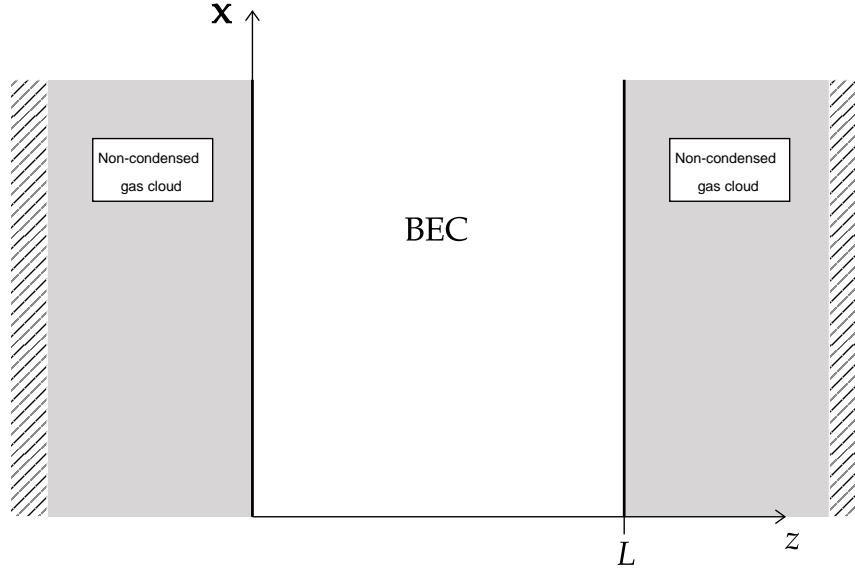 x
Non-condensed
gas cloud
Non-condensed
gas cloud
BEC
z
L